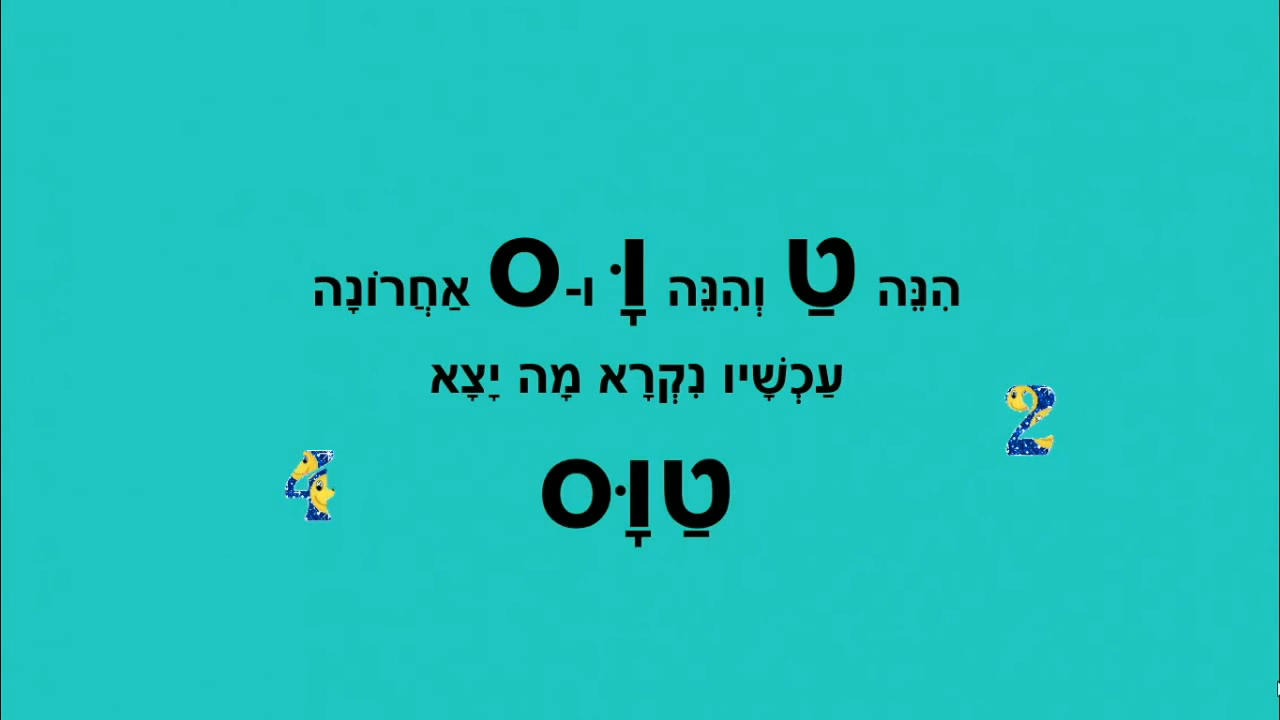 הִנֵּה טַ וְהִנֵּה וָּ ו-ס אַחֲרוֹנָה
עַכְשָׁיו נִקְרָא מָה יָצָא
2
4
טַוָּס